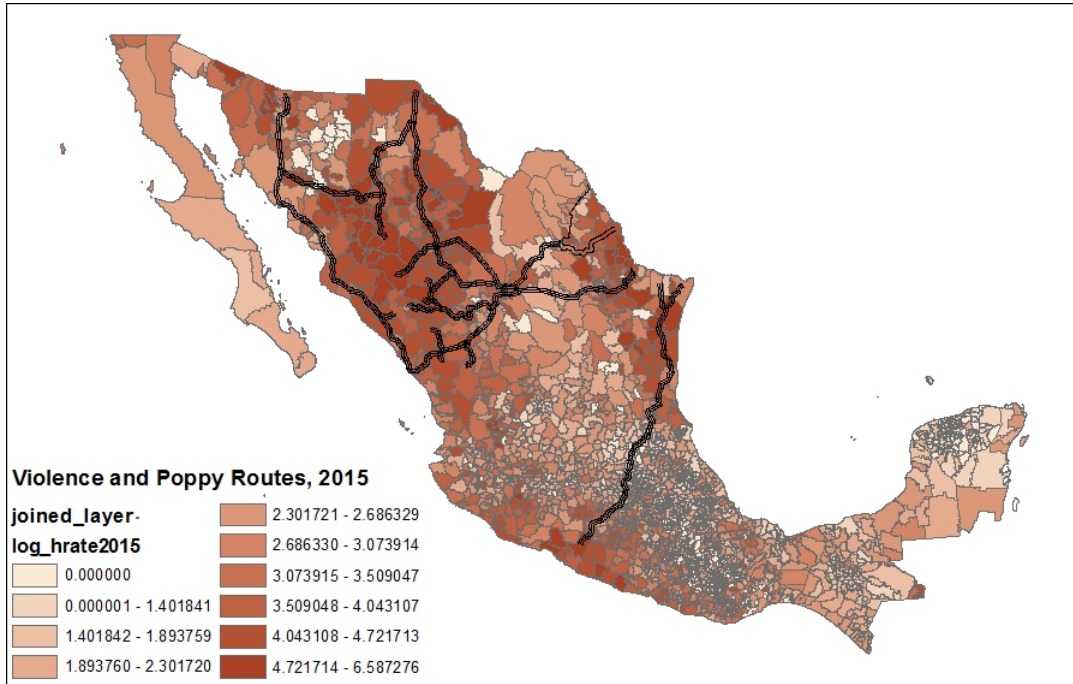 Violence and Poppy Routes, 2015
joined_layer
log_hrate2015
0.000000
0.000001 - 1.401841
1.401842 - 1.893759
1.893760 - 2.301720
2.301721 - 2.686329
2.686330 - 3.073914
3.073915 - 3.509047
3.509048 - 4.043107
4.043108 - 4.721713
4.721714 - 6.587276